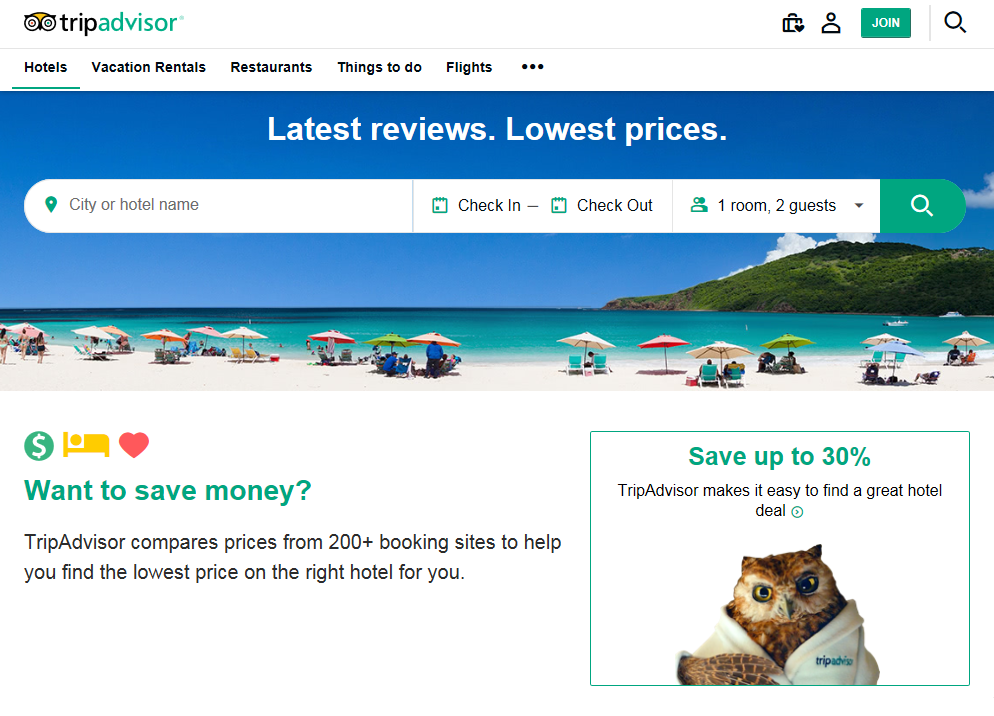 tripadvisor
JOIN
Hotels Vacation Rentals Restaurants Things to do Flights •••
Latest reviews. Lowest prices.
City or hotel name Check In — Check Out 1 room, 2 guests
$
Want to save money?
TripAdvisor compares prices from 200+ booking sites to help
you find the lowest price on the right hotel for you.
Save up to 30%
TripAdvisor makes it easy to find a great hotel
deal
tripadvisor